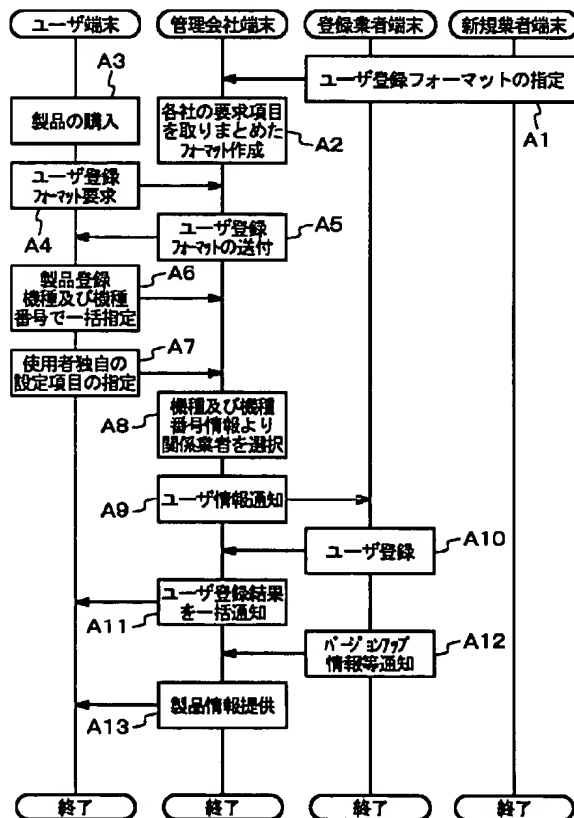 ユーザ端末
管理会社端末
登録業者端末
新規業者端末
ユーザ登録フォーマットの指定
A1
A3
製品の購入
各社の要求項目
を取りまとめた
フォーマット作成
A2
ユーザ登録
フォーマット要求
A4
ユーザ登録
フォーマットの送付
A5
A6
製品登録
機種及び機種
番号で一括指定
A7
使用者独自の
設定項目の指定
A8
機種及び機種
番号情報より
関係業者を選択
A9
ユーザ情報通知
ユーザ登録
A10
ユーザ登録結果
を一括通知
A11
バージョンアップ
情報等通知
A12
製品情報提供
A13
終了
終了
終了
終了